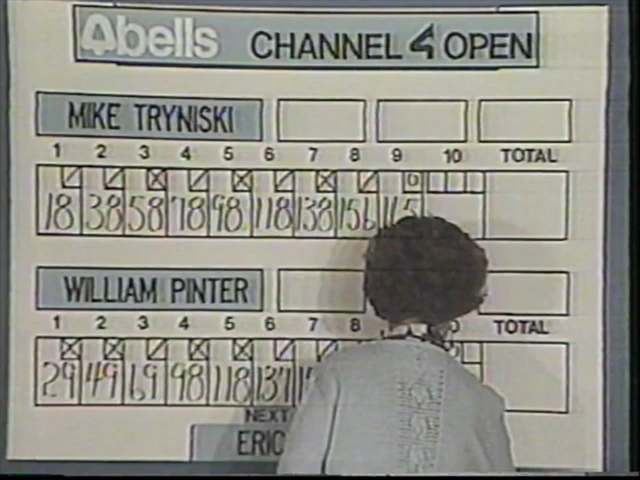 Abells CHANNEL 4 OPEN
MIKE TRYNISKI
1 2 3 4 5 6 7 8 9 10 TOTAL
18 38 58 78 98 118 138 156 165
WILLIAM PINTER
1 2 3 4 5 6 7 8 TOTAL
29 49 69 98 118 137
NEXT
ERIC